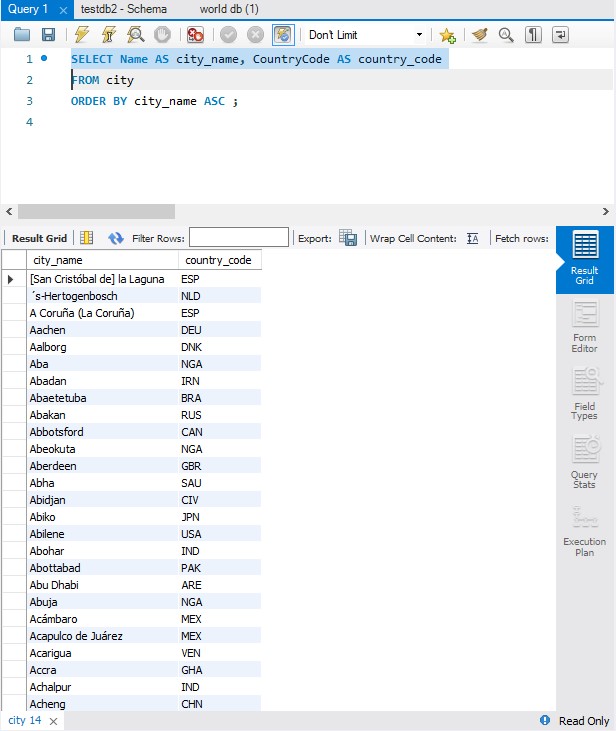 Query 1 testdb2 - Schema world db (1)
Don't Limit
1 SELECT Name AS city_name, CountryCode AS country_code
2 FROM city
3 ORDER BY city_name ASC ;
4
Result Grid Filter Rows: Export: Wrap Cell Content: Fetch rows:
city_name country_code
[San Cristóbal de] la Laguna ESP
´s-Hertogenbosch NLD
A Coruña (La Coruña) ESP
Aachen DEU
Aalborg DNK
Aba NGA
Abadan IRN
Abaetetuba BRA
Abakan RUS
Abbotsford CAN
Abeokuta NGA
Aberdeen GBR
Abha SAU
Abidjan CIV
Abiko JPN
Abilene USA
Abohar IND
Abottabad PAK
Abu Dhabi ARE
Abuja NGA
Acámbaro MEX
Acapulco de Juárez MEX
Acarigua VEN
Accra GHA
Achalpur IND
Acheng CHN
Result
Grid
Form
Editor
Field
Types
Query
Stats
Execution
Plan
city 14 Read Only